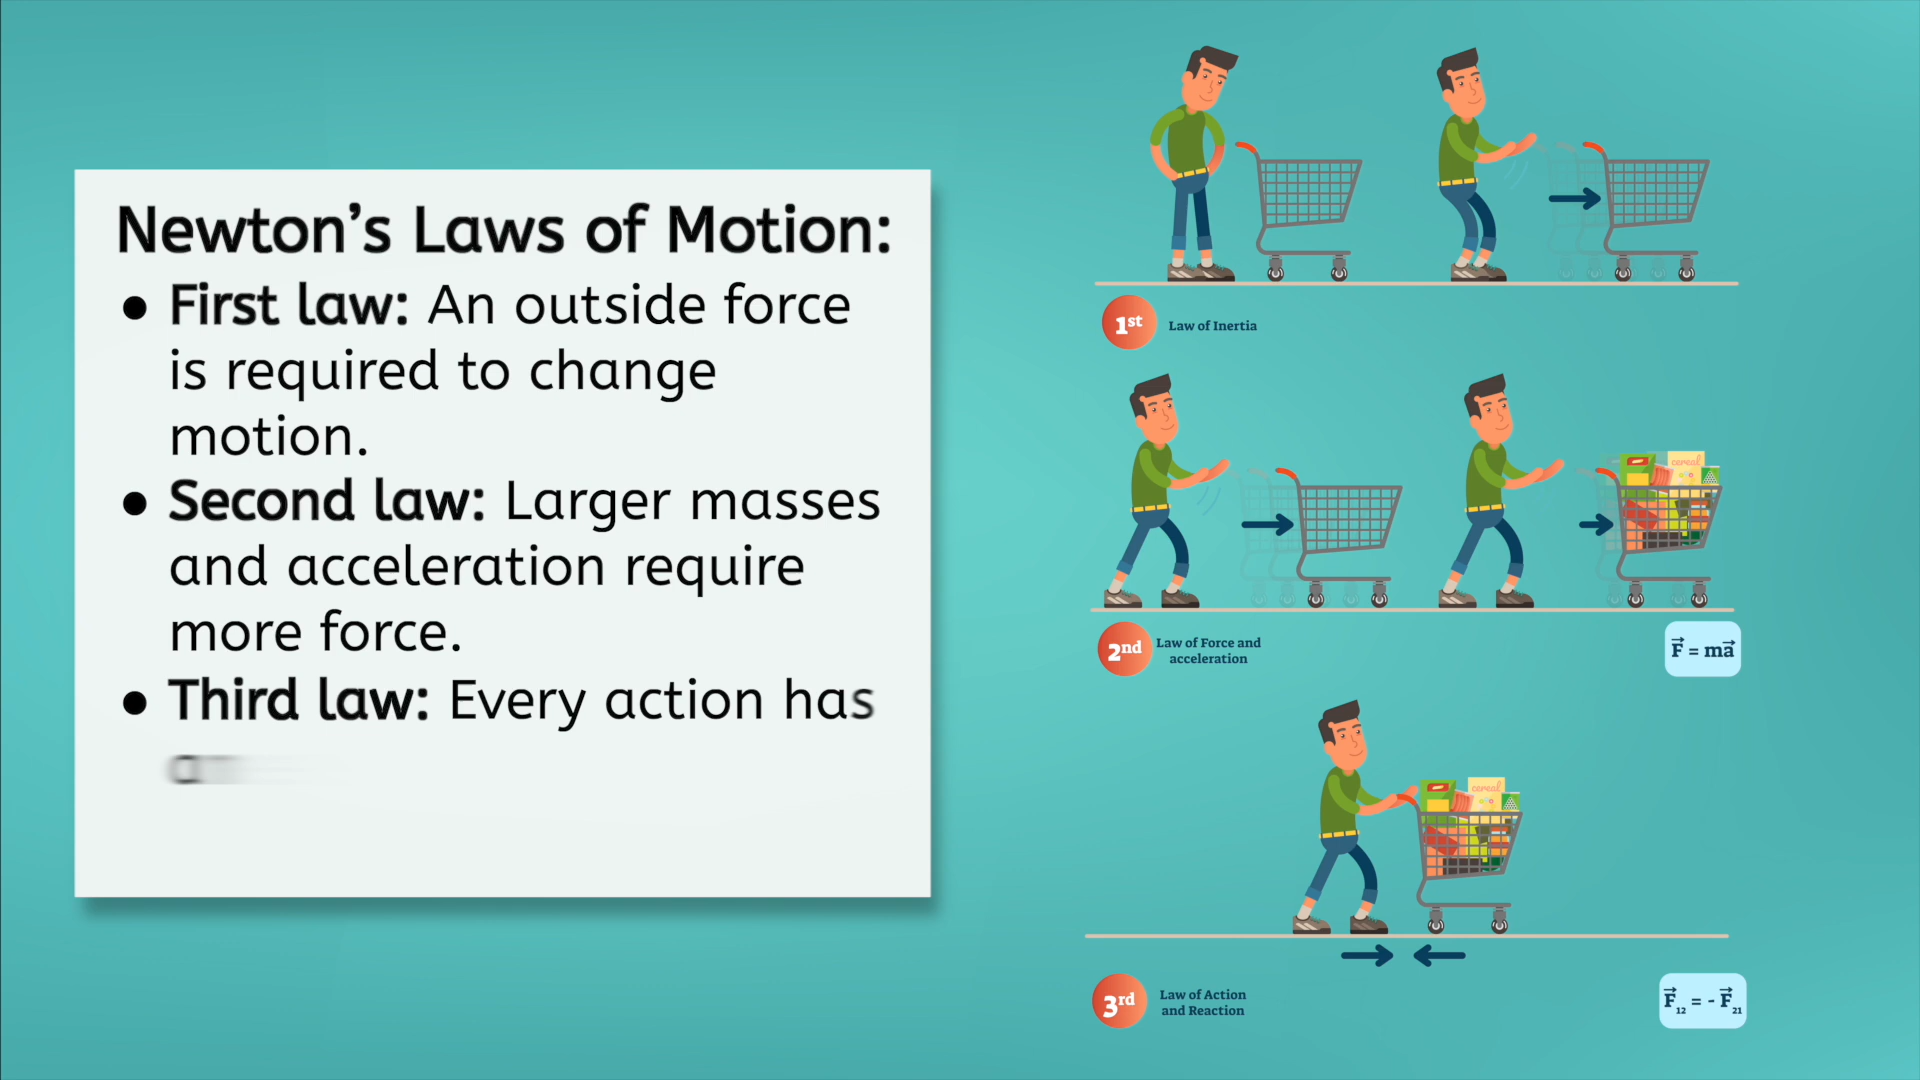 Newton’s Laws of Motion:
● First law: An outside force
is required to change
motion.
● Second law: Larger masses
and acceleration require
more force.
● Third law: Every action has
1st Law of Inertia
cereal
2nd Law of Force and
acceleration
F⃗ = ma⃗
cereal
3rd Law of Action
and Reaction
F⃗₁₂ = - F⃗₂₁